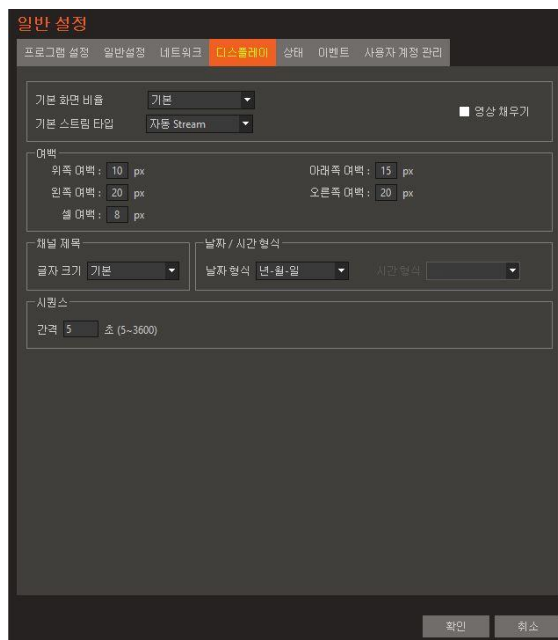 일반 설정
프로그램 설정 일반설정 네트워크 디스플레이 상태 이벤트 사용자 계정 관리
기본 화면 비율 기본
영상 채우기
기본 스트림 타입 자동 Stream
여백
위쪽 여백 : 10 px 아래쪽 여백 : 15 px
왼쪽 여백 : 20 px 오른쪽 여백 : 20 px
셀 여백 : 8 px
채널 제목 날짜 / 시간 형식
글자 크기 기본 날짜 형식 년-월-일 시간 형식
시퀀스
간격 5 초 (5~3600)
확인 취소